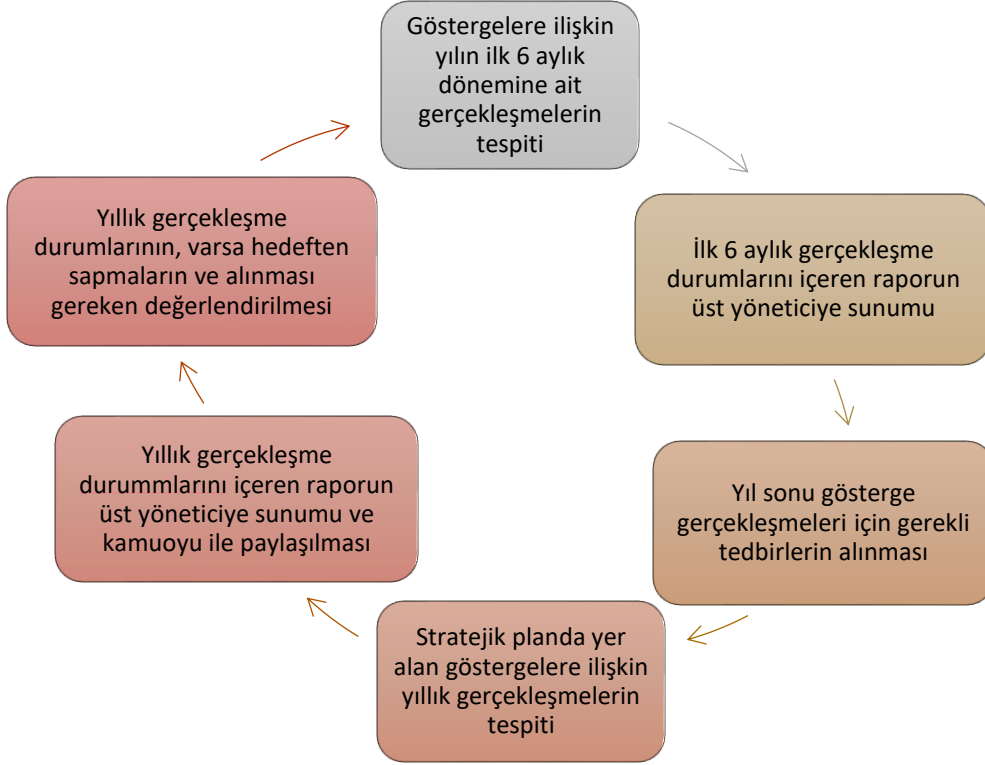 Göstergelere ilişkin
yılın ilk 6 aylık
dönemine ait
gerçekleşmelerin
tespiti
İlk 6 aylık gerçekleşme
durumlarını içeren raporun
üst yöneticiye sunumu
Yıl sonu gösterge
gerçekleşmeleri için gerekli
tedbirlerin alınması
Stratejik planda yer
alan göstergelere ilişkin
yıllık gerçekleşmelerin
tespiti
Yıllık gerçekleşme
durummlarını içeren raporun
üst yöneticiye sunumu ve
kamuoyu ile paylaşılması
Yıllık gerçekleşme
durumlarının, varsa hedeften
sapmaların ve alınması
gereken değerlendirilmesi